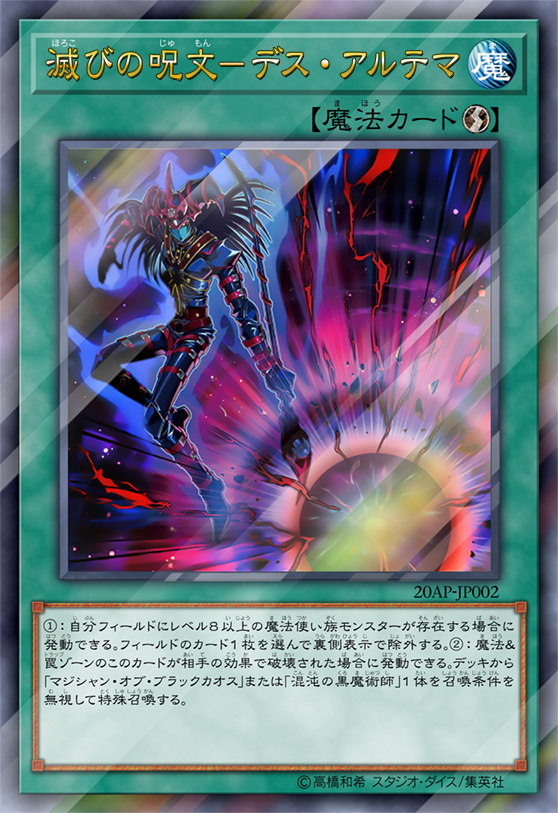 滅びの呪文－デス・アルテマ
魔
【魔法カード】
20AP-JP002
①：自分フィールドにレベル８以上の魔法使い族モンスターが存在する場合に
発動できる。フィールドのカード１枚を選んで裏側表示で除外する。②：魔法&
罠ゾーンのこのカードが相手の効果で破壊された場合に発動できる。デッキから
「マジシャン・オブ・ブラックカオス」または「混沌の黒魔術師」１体を召喚条件を
無視して特殊召喚する。
©高橋和希 スタジオ・ダイス/集英社